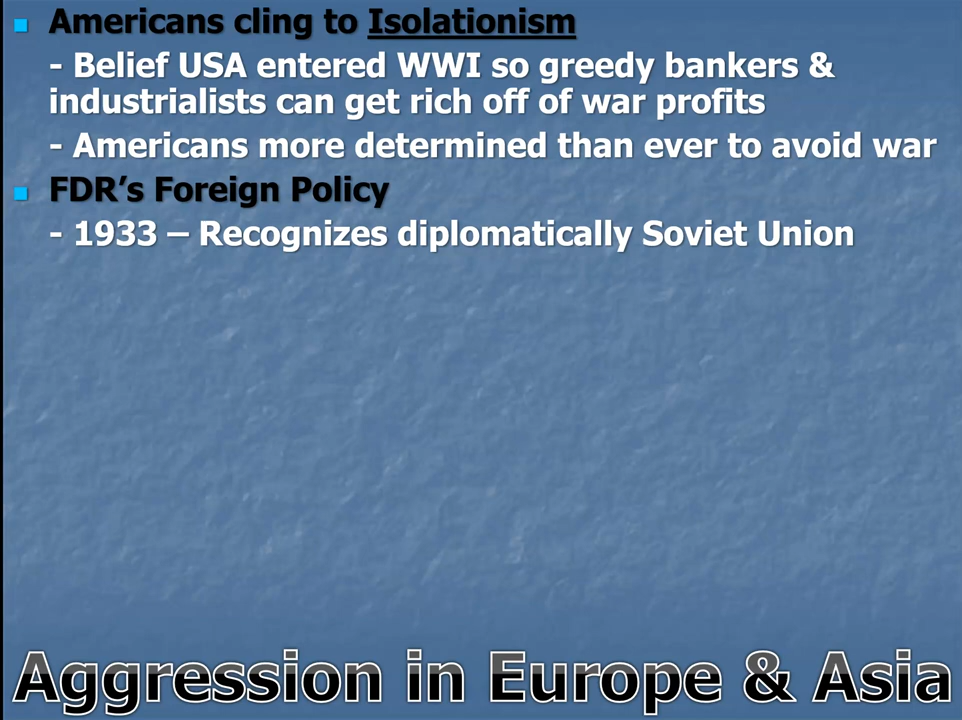 Americans cling to Isolationism
- Belief USA entered WWI so greedy bankers &
industrialists can get rich off of war profits
- Americans more determined than ever to avoid war
FDR’s Foreign Policy
- 1933 – Recognizes diplomatically Soviet Union
Aggression in Europe & Asia